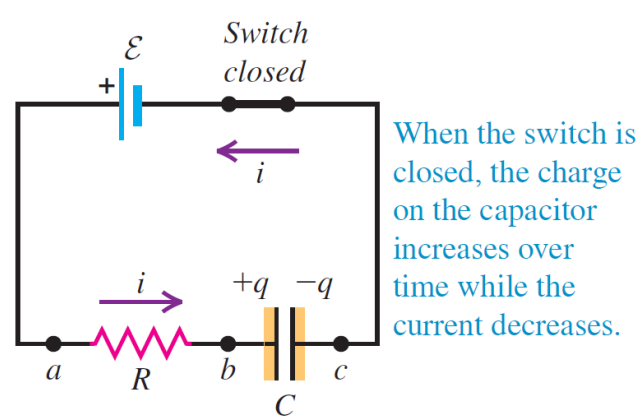 ℰ
Switch
closed
+
i
When the switch is
closed, the charge
on the capacitor
increases over
time while the
current decreases.
i
+q −q
a
R
b
C
c